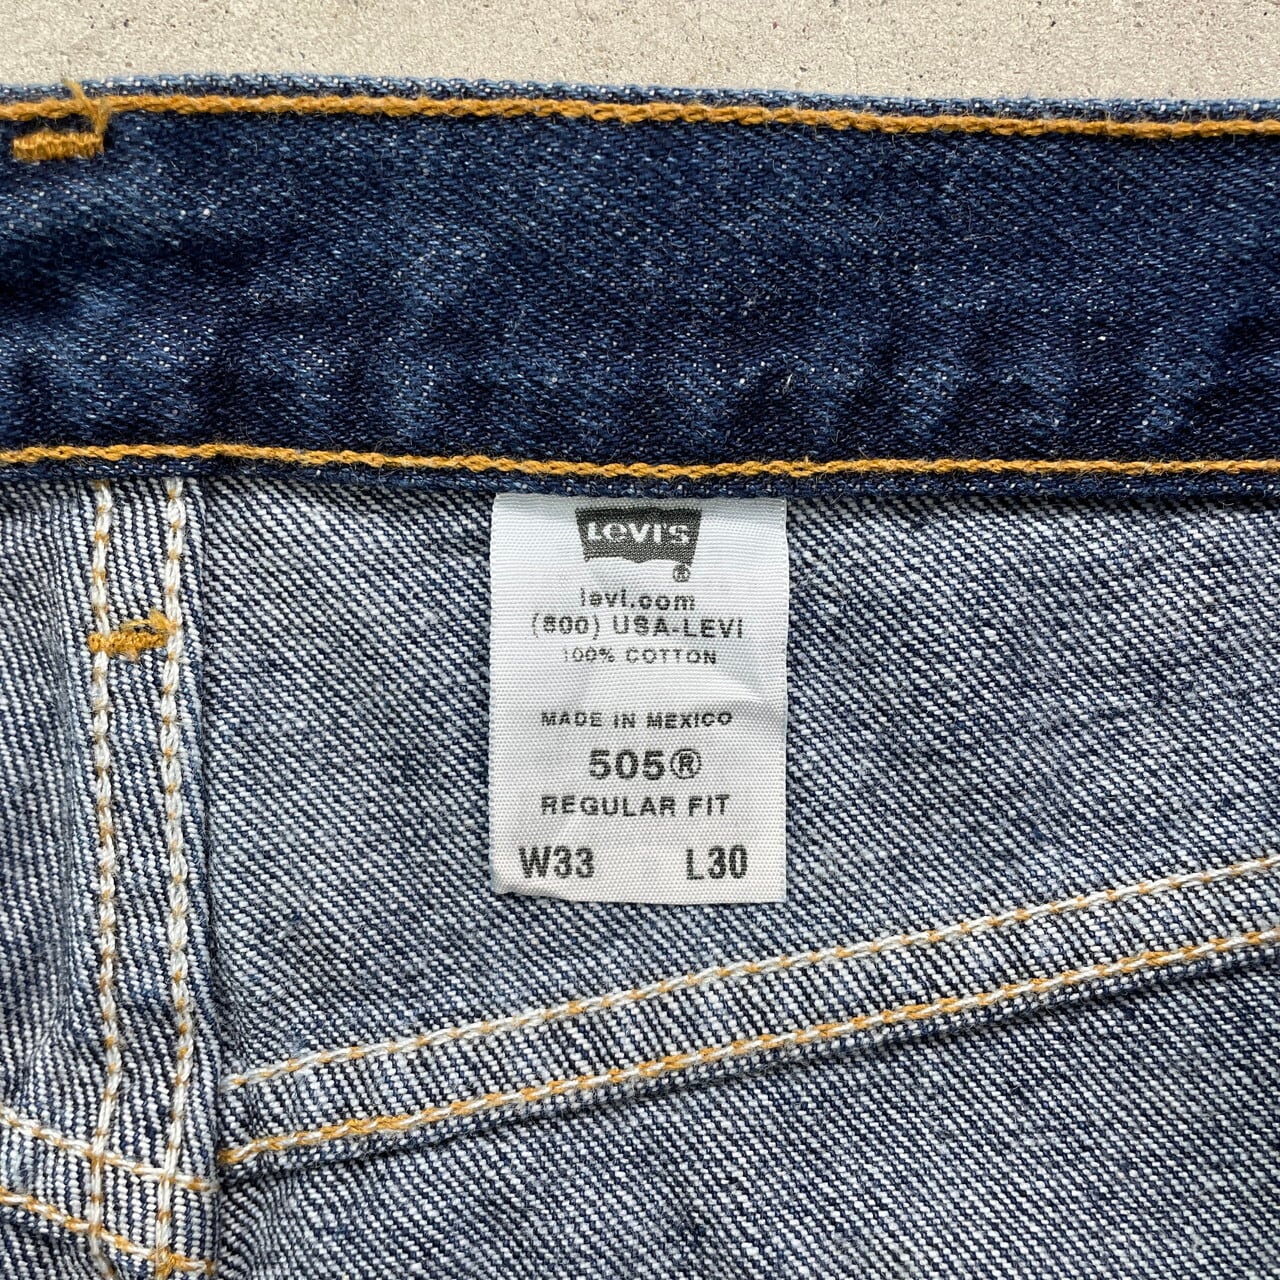 Levi's
®
levi.com
(800) USA-LEVI
100% COTTON
MADE IN MEXICO
505®
REGULAR FIT
W33 L30